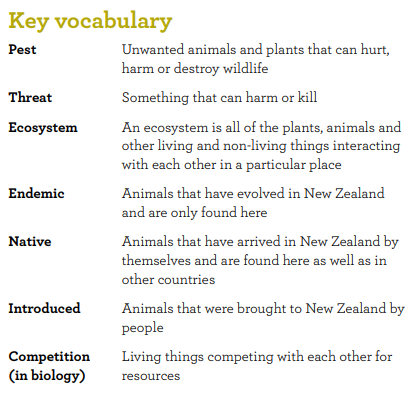 Key vocabulary
Pest Unwanted animals and plants that can hurt,
harm or destroy wildlife
Threat Something that can harm or kill
Ecosystem An ecosystem is all of the plants, animals and
other living and non-living things interacting
with each other in a particular place
Endemic Animals that have evolved in New Zealand
and are only found here
Native Animals that have arrived in New Zealand by
themselves and are found here as well as in
other countries
Introduced Animals that were brought to New Zealand by
people
Competition Living things competing with each other for
(in biology) resources